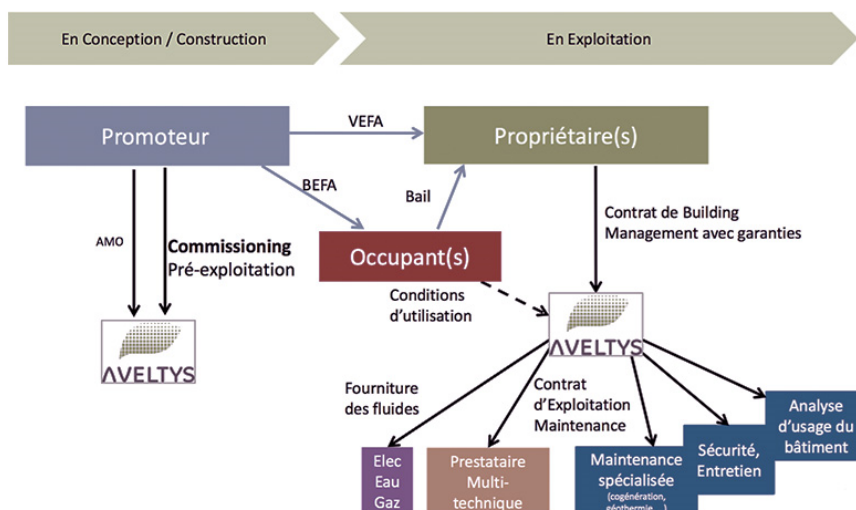 En Conception / Construction
En Exploitation
Promoteur
VEFA
Propriétaire(s)
BEFA
Bail
AMO
Commissioning
Pré-exploitation
Occupant(s)
Contrat de Building
Management avec garanties
Conditions
d'utilisation
AVELTYS
AVELTYS
Fourniture
des fluides
Contrat
d'Exploitation
Maintenance
Elec
Eau
Gaz
Prestataire
Multi-
technique
Maintenance
spécialisée
(cogénération,
géothermie, ...)
Sécurité,
Entretien
Analyse
d'usage du
bâtiment